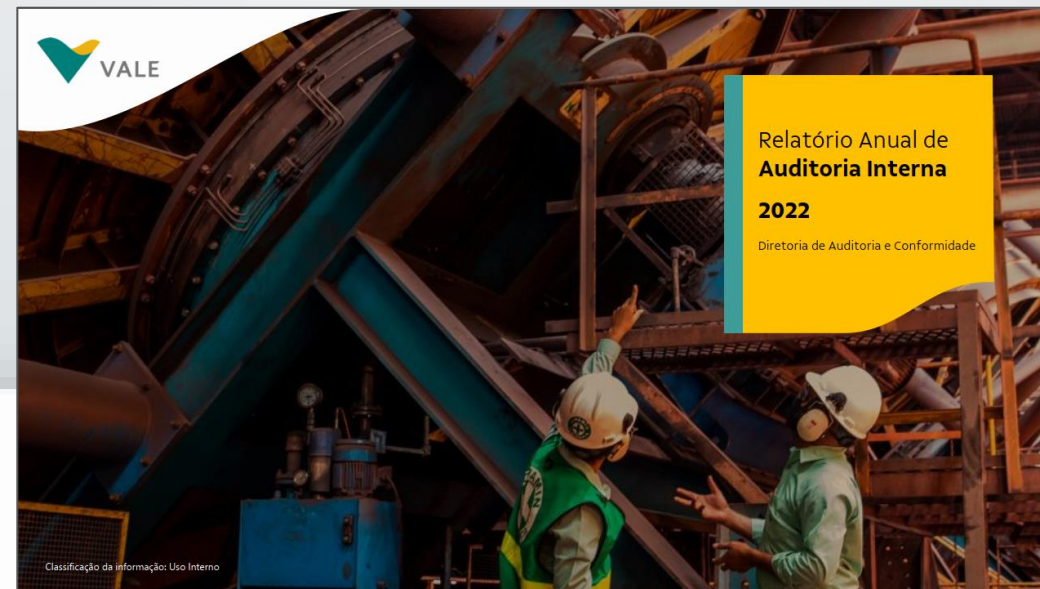 VALE
Relatório Anual de
Auditoria Interna
2022
Diretoria de Auditoria e Conformidade
Classificação da informação: Uso Interno